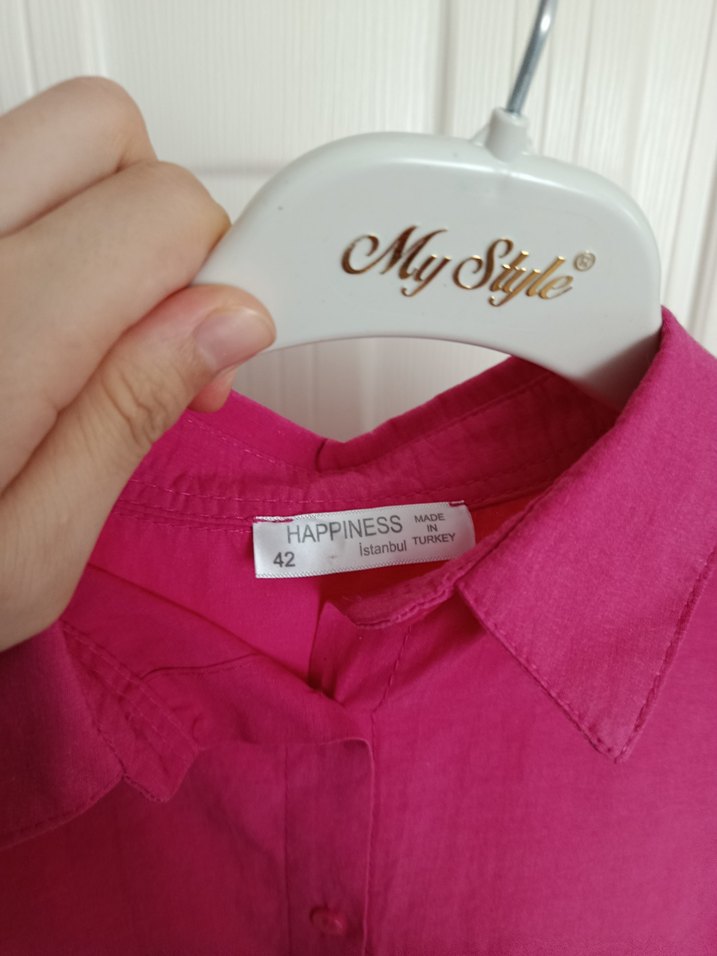 My Style®
HAPPINESS
İstanbul
MADE
IN
TURKEY
42